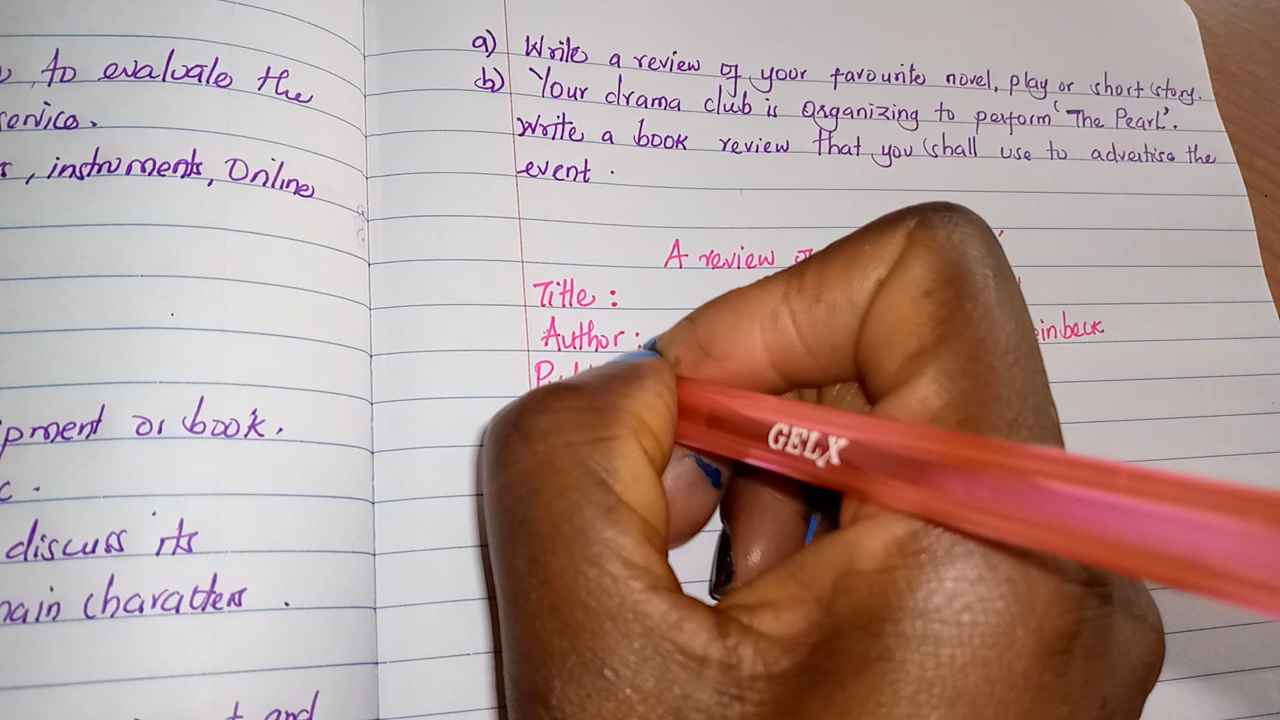 to evaluate the
service.
, instruments, Online
pment or book.
c.
discuss its
main characters.
and
a) Write a review of your favourite novel, play or short story.
b) Your drama club is organizing to perform 'The Pearl'.
Write a book review that you shall use to advertise the
event.
A review
Title :
Author : einbeck
GELX